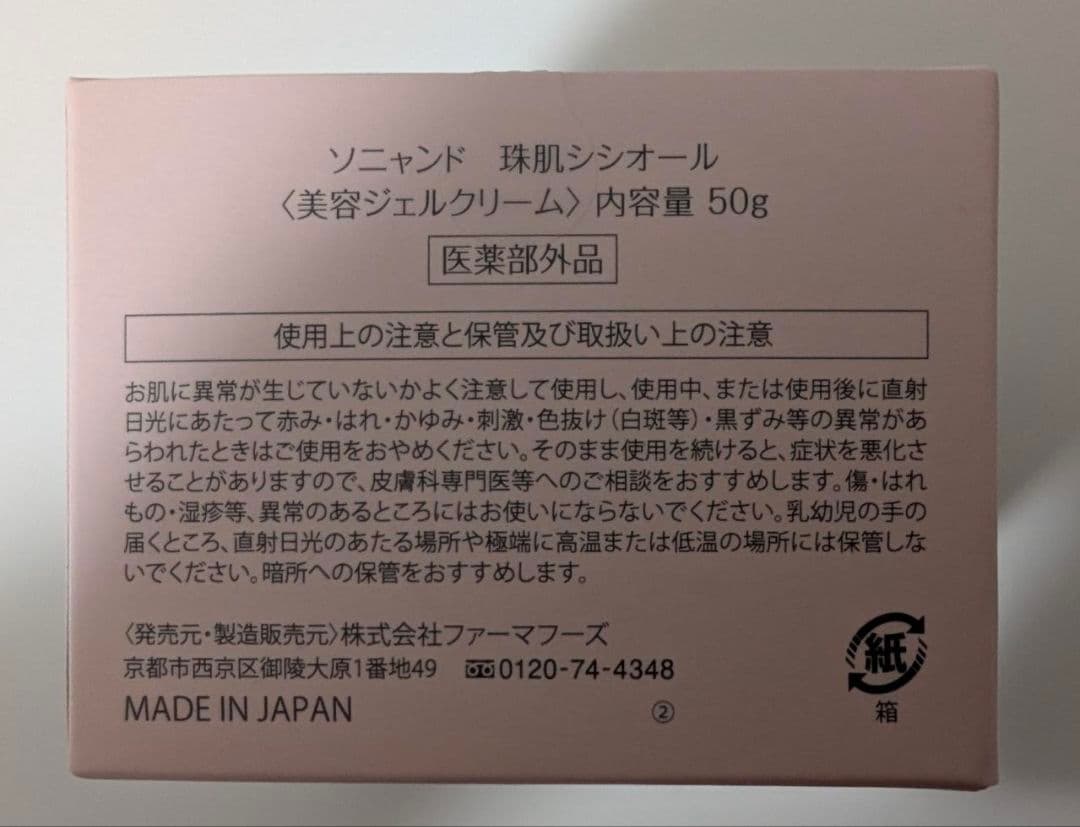 ソニャンド　珠肌シシオール
〈美容ジェルクリーム〉内容量 50g
医薬部外品
使用上の注意と保管及び取扱い上の注意
お肌に異常が生じていないかよく注意して使用し、使用中、または使用後に直射
日光にあたって赤み・はれ・かゆみ・刺激・色抜け(白斑等)・黒ずみ等の異常があ
らわれたときはご使用をおやめください。そのまま使用を続けると、症状を悪化さ
せることがありますので、皮膚科専門医等へのご相談をおすすめします。傷・はれ
もの・湿疹等、異常のあるところにはお使いにならないでください。乳幼児の手の
届くところ、直射日光のあたる場所や極端に高温または低温の場所には保管しな
いでください。暗所への保管をおすすめします。
〈発売元・製造販売元〉株式会社ファーマフーズ
京都市西京区御陵大原1番地49　0120-74-4348
MADE IN JAPAN　②
紙
箱